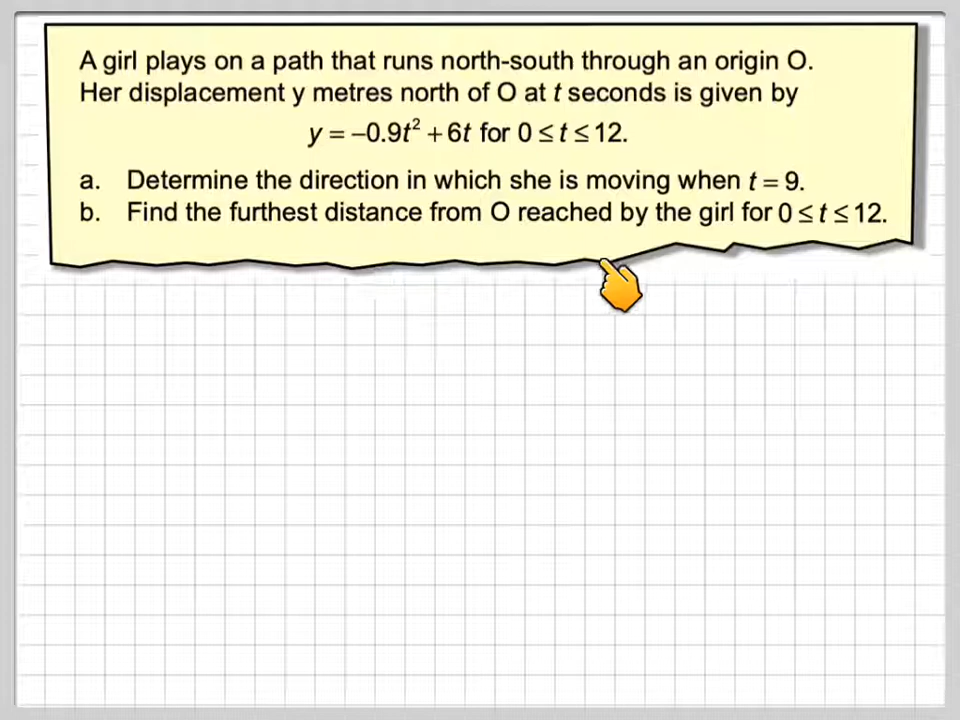 A girl plays on a path that runs north-south through an origin O.
Her displacement y metres north of O at t seconds is given by
y = –0.9t² + 6t for 0 ≤ t ≤ 12.
a. Determine the direction in which she is moving when t = 9.
b. Find the furthest distance from O reached by the girl for 0 ≤ t ≤ 12.